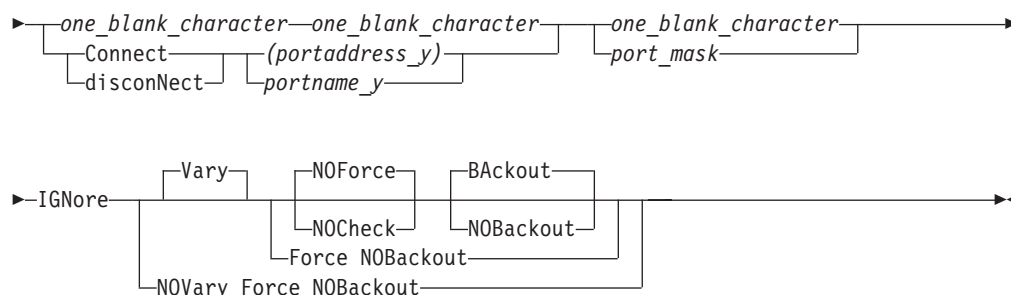 one_blank_character one_blank_character one_blank_character
Connect (portaddress_y) port_mask
disconNect portname_y
Vary NOForce BAckout
IGNore
NOCheck NOBackout
Force NOBackout
NOVary Force NOBackout